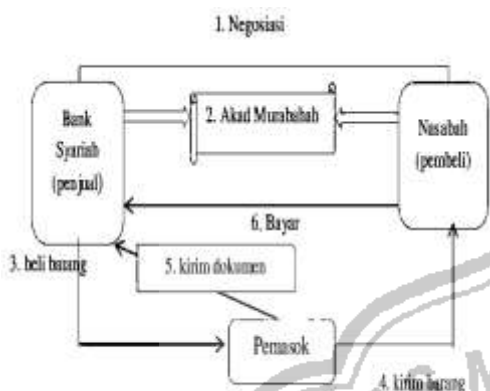 1. Negosiasi
Bank
Syariah
(penjual)
2. Akad Murabahah
Nasabah
(pembeli)
6. Bayar
3. beli barang
5. kirim dokumen
Pemasok
4. kirim barang